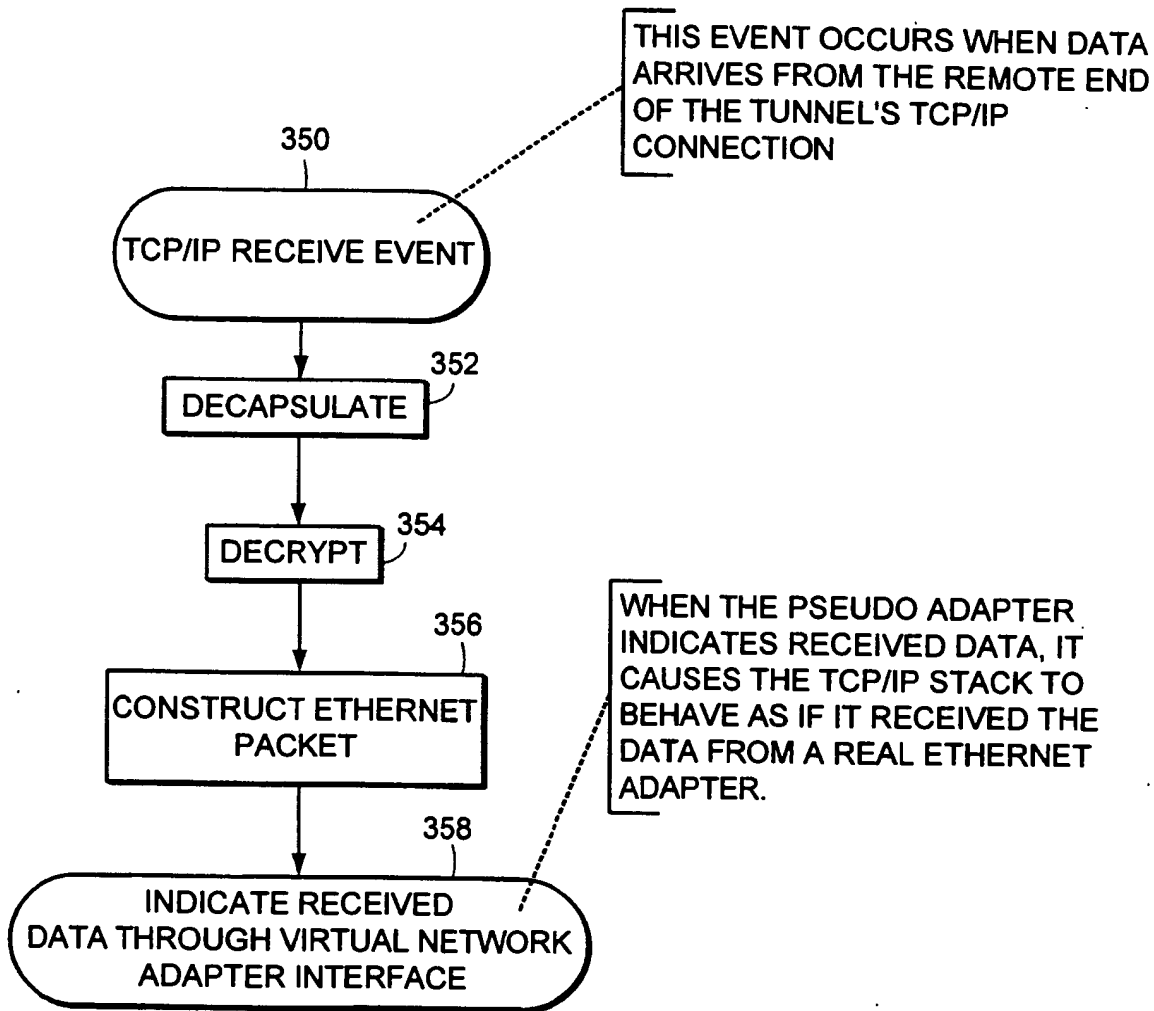 THIS EVENT OCCURS WHEN DATA
ARRIVES FROM THE REMOTE END
OF THE TUNNEL'S TCP/IP
CONNECTION
350
TCP/IP RECEIVE EVENT
352
DECAPSULATE
354
DECRYPT
356
CONSTRUCT ETHERNET
PACKET
WHEN THE PSEUDO ADAPTER
INDICATES RECEIVED DATA, IT
CAUSES THE TCP/IP STACK TO
BEHAVE AS IF IT RECEIVED THE
DATA FROM A REAL ETHERNET
ADAPTER.
358
INDICATE RECEIVED
DATA THROUGH VIRTUAL NETWORK
ADAPTER INTERFACE